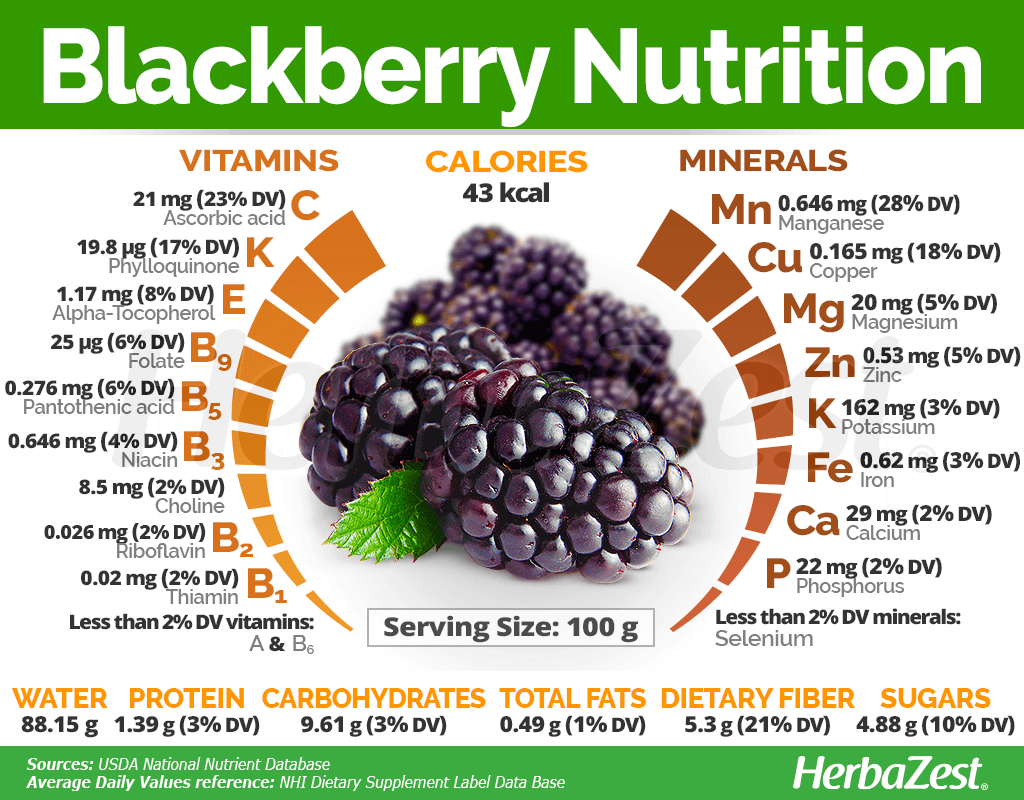 Blackberry Nutrition
VITAMINS
21 mg (23% DV)
Ascorbic acid
C
19.8 µg (17% DV)
Phylloquinone
K
1.17 mg (8% DV)
Alpha-Tocopherol
E
25 µg (6% DV)
Folate
B9
0.276 mg (6% DV)
Pantothenic acid
B5
0.646 mg (4% DV)
Niacin
B3
8.5 mg (2% DV)
Choline
0.026 mg (2% DV)
Riboflavin
B2
0.02 mg (2% DV)
Thiamin
B1
Less than 2% DV vitamins:
A & B6
CALORIES
43 kcal
HerbaZest®
Serving Size: 100 g
MINERALS
Mn
0.646 mg (28% DV)
Manganese
Cu
0.165 mg (18% DV)
Copper
Mg
20 mg (5% DV)
Magnesium
Zn
0.53 mg (5% DV)
Zinc
K
162 mg (3% DV)
Potassium
Fe
0.62 mg (3% DV)
Iron
Ca
29 mg (2% DV)
Calcium
P
22 mg (2% DV)
Phosphorus
Less than 2% DV minerals:
Selenium
WATER
88.15 g
PROTEIN
1.39 g (3% DV)
CARBOHYDRATES
9.61 g (3% DV)
TOTAL FATS
0.49 g (1% DV)
DIETARY FIBER
5.3 g (21% DV)
SUGARS
4.88 g (10% DV)
Sources: USDA National Nutrient Database
Average Daily Values reference: NHI Dietary Supplement Label Data Base
HerbaZest®